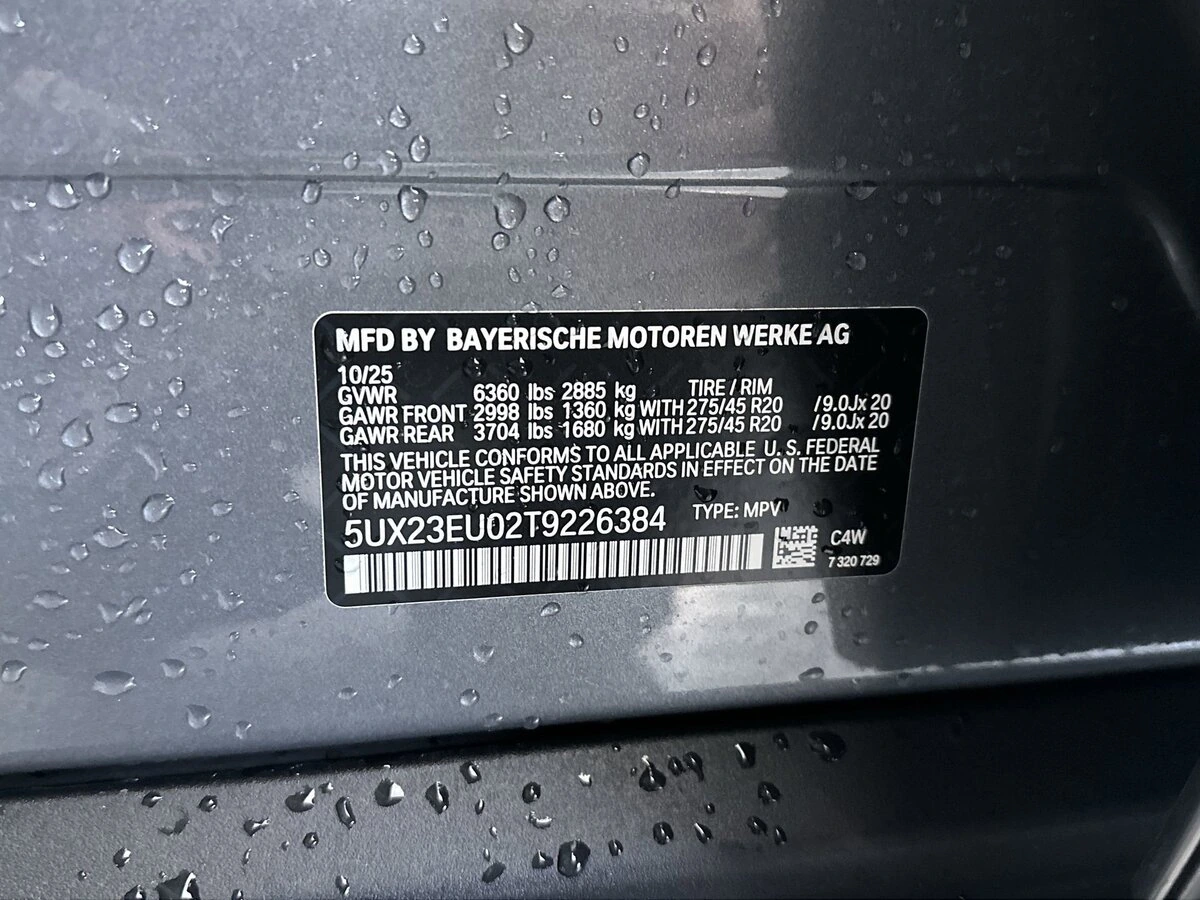 MFD BY BAYERISCHE MOTOREN WERKE AG
10/25
GVWR 6360 lbs 2885 kg TIRE / RIM
GAWR FRONT 2998 lbs 1360 kg WITH 275/45 R20 /9.0Jx 20
GAWR REAR 3704 lbs 1680 kg WITH 275/45 R20 /9.0Jx 20
THIS VEHICLE CONFORMS TO ALL APPLICABLE U. S. FEDERAL
MOTOR VEHICLE SAFETY STANDARDS IN EFFECT ON THE DATE
OF MANUFACTURE SHOWN ABOVE.
5UX23EU02T9226384 TYPE: MPV
C4W
7 320 729